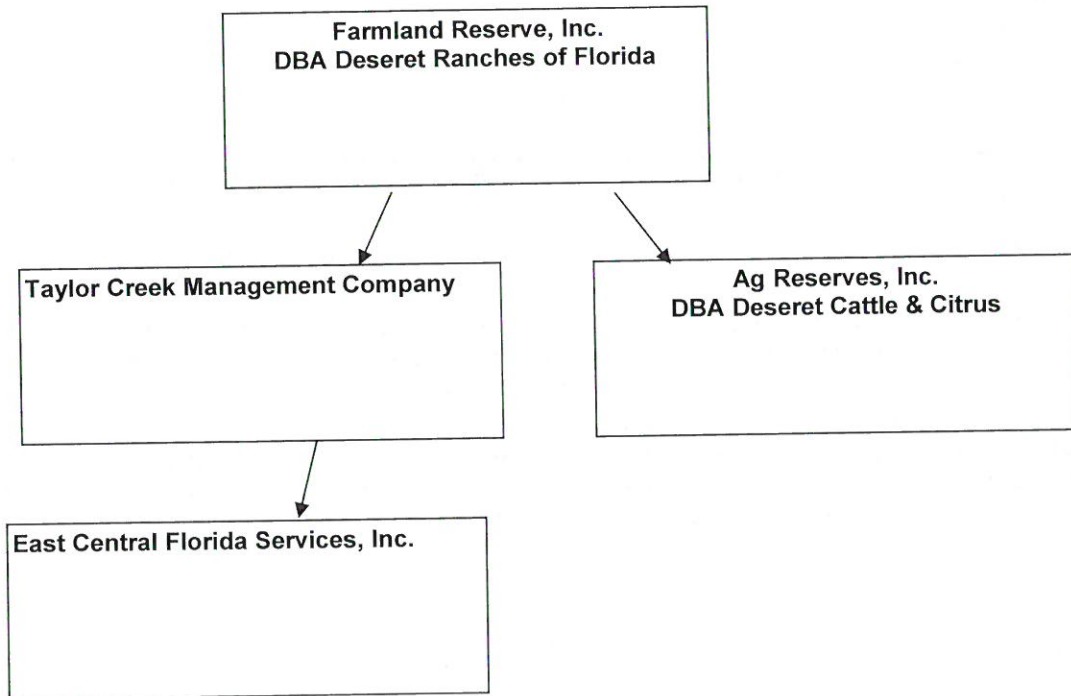 Farmland Reserve, Inc.
DBA Deseret Ranches of Florida
Taylor Creek Management Company
Ag Reserves, Inc.
DBA Deseret Cattle & Citrus
East Central Florida Services, Inc.